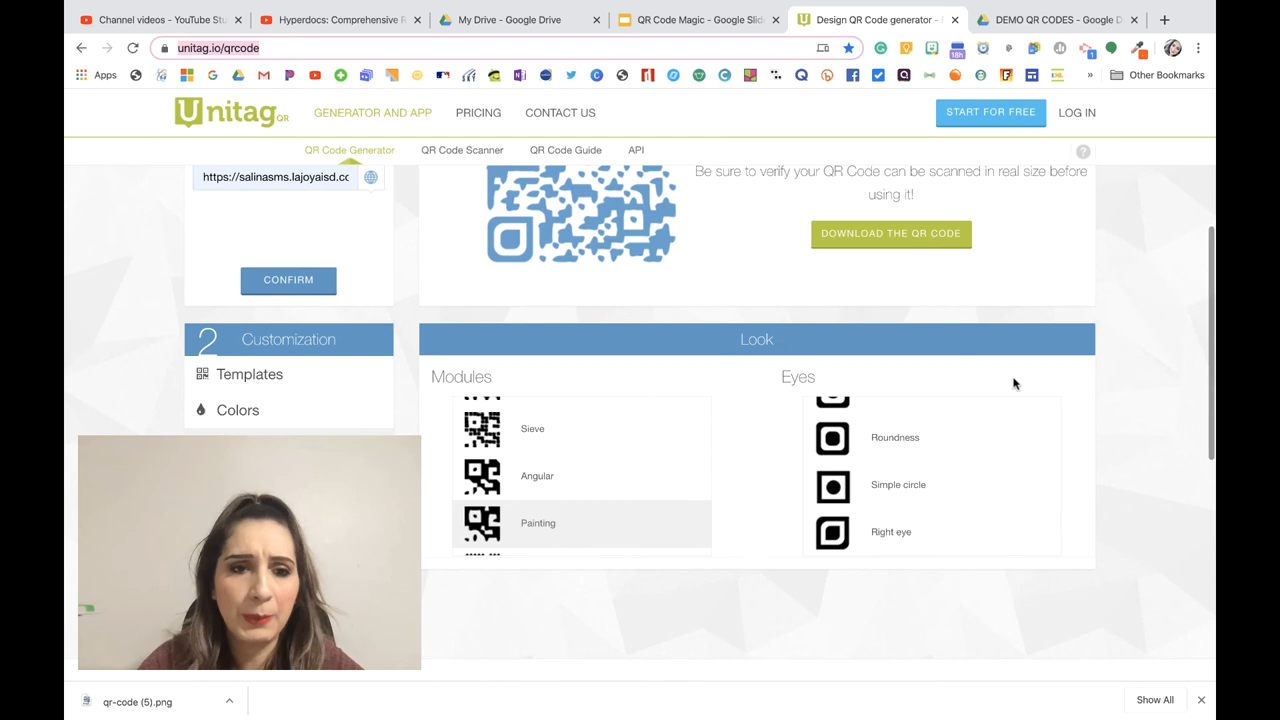 Channel videos - YouTube Stu
Hyperdocs: Comprehensive R
My Drive - Google Drive
QR Code Magic - Google Slide
Design QR Code generator -
DEMO QR CODES - Google D
unitag.io/qrcode
18h
Apps
Other Bookmarks
Unitag QR
GENERATOR AND APP
PRICING
CONTACT US
START FOR FREE
LOG IN
QR Code Generator
QR Code Scanner
QR Code Guide
API
?
https://salinasms.lajoyaisd.cc
Be sure to verify your QR Code can be scanned in real size before
using it!
DOWNLOAD THE QR CODE
CONFIRM
2 Customization
Look
Templates
Modules
Eyes
Colors
Sieve
Roundness
Angular
Simple circle
Painting
Right eye
qr-code (5).png
Show All